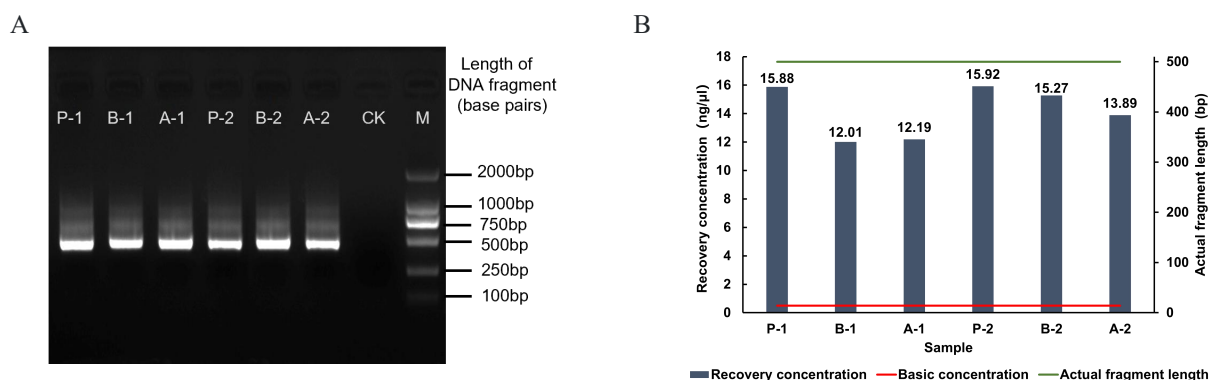 A
Length of
DNA fragment
(base pairs)
P-1 B-1 A-1 P-2 B-2 A-2 CK M
2000bp
1000bp
750bp
500bp
250bp
100bp
B
Recovery concentration (ng/μl)
18
16
14
12
10
8
6
4
2
0
15.88
12.01
12.19
15.92
15.27
13.89
500
400
300
200
100
0
Actual fragment length (bp)
P-1 B-1 A-1 P-2 B-2 A-2
Sample
Recovery concentration Basic concentration Actual fragment length